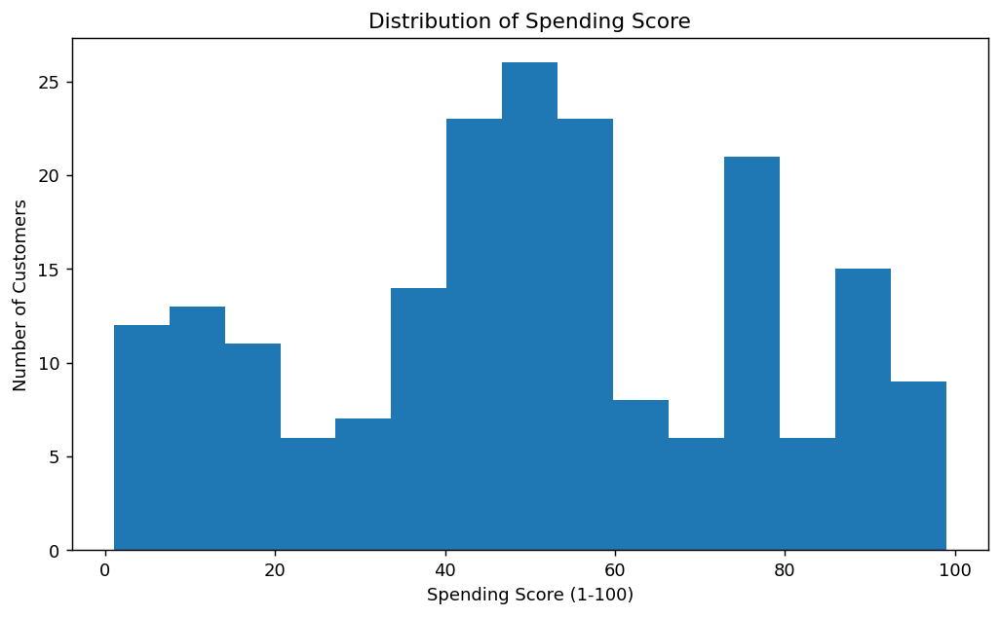 Distribution of Spending Score
Number of Customers
25
20
15
10
5
0
0 20 40 60 80 100
Spending Score (1-100)